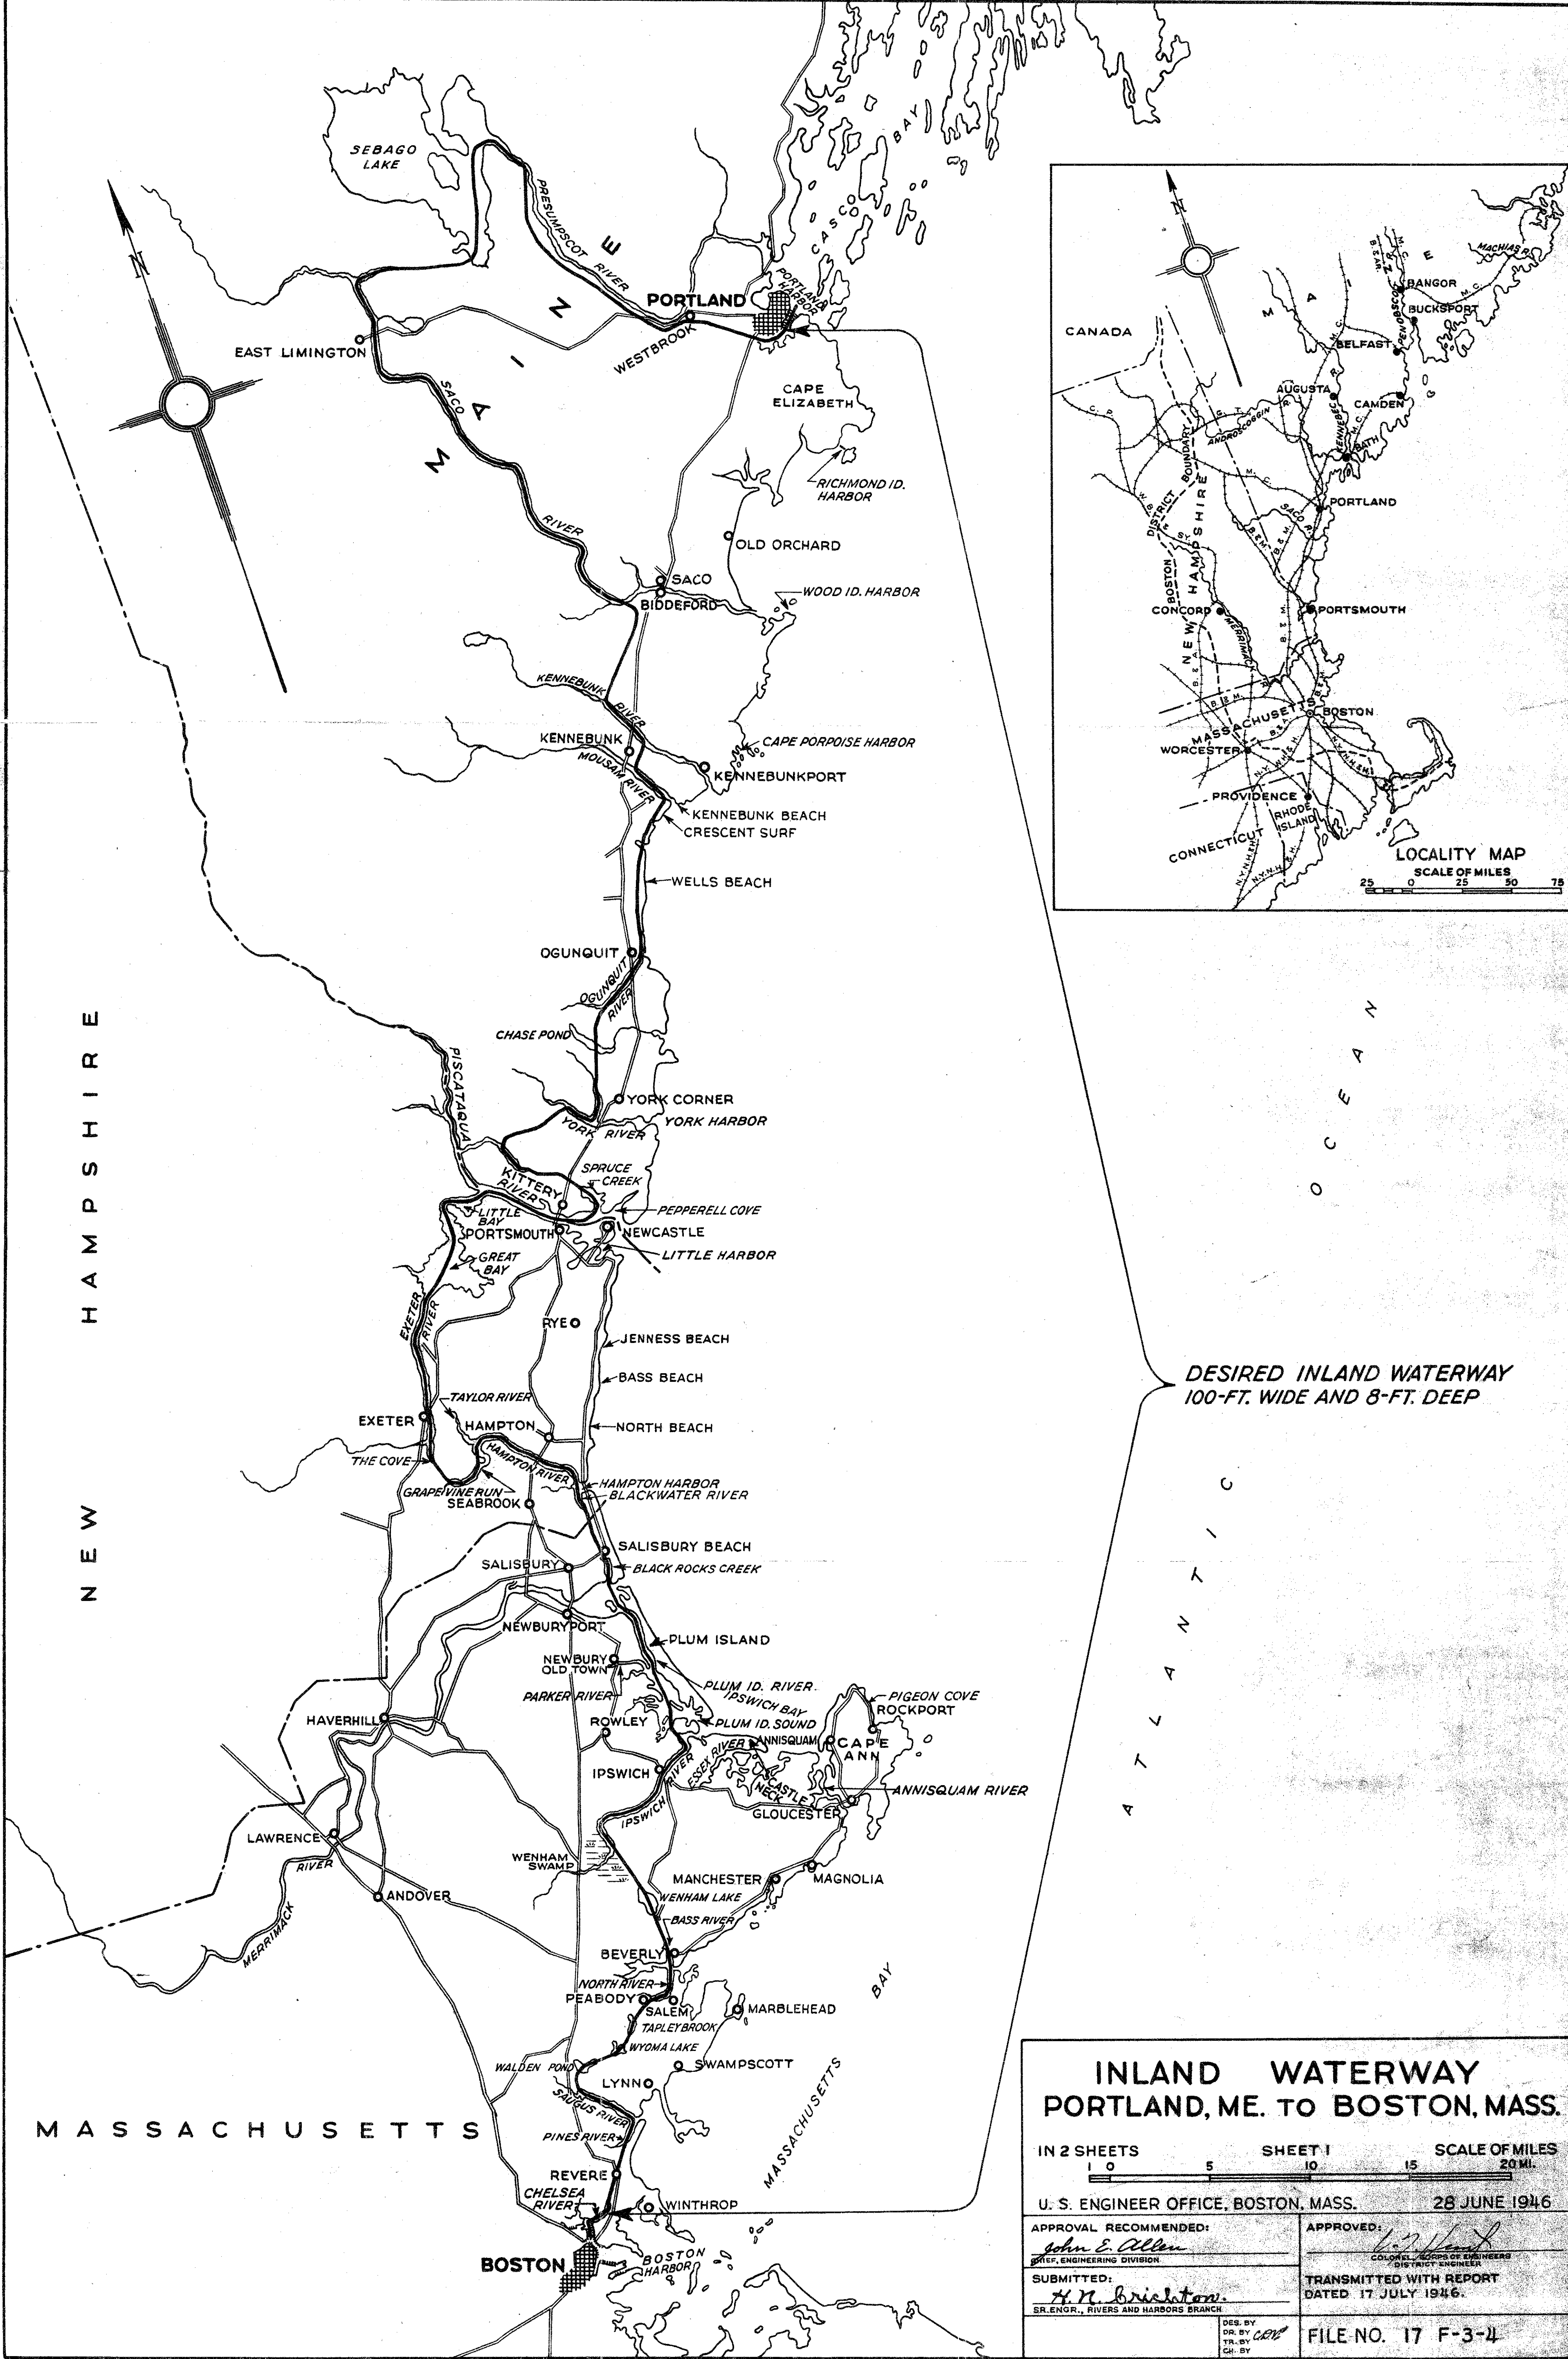 SEBAGO
LAKE
PRESUMPSCOT RIVER
CASCO BAY
PORTLAND
PORTLAND
HARBOR
WESTBROOK
EAST LIMINGTON
MAINE
SACO
RIVER
CAPE
ELIZABETH
RICHMOND ID.
HARBOR
OLD ORCHARD
SACO
BIDDEFORD
WOOD ID. HARBOR
KENNEBUNK
RIVER
KENNEBUNK
MOUSAM RIVER
CAPE PORPOISE HARBOR
KENNEBUNKPORT
KENNEBUNK BEACH
CRESCENT SURF
WELLS BEACH
OGUNQUIT
OGUNQUIT
RIVER
CHASE POND
PISCATAQUA
YORK CORNER
YORK HARBOR
YORK RIVER
SPRUCE
CREEK
KITTERY
RIVERS
PEPPERELL COVE
LITTLE
BAY
PORTSMOUTH
NEWCASTLE
LITTLE HARBOR
GREAT
BAY
EXETER
RIVER
RYE
JENNESS BEACH
BASS BEACH
NORTH BEACH
TAYLOR RIVER
EXETER
HAMPTON
THE COVE
HAMPTON RIVER
GRAPEVINE RUN
SEABROOK
HAMPTON HARBOR
BLACKWATER RIVER
SALISBURY BEACH
SALISBURY
BLACK ROCKS CREEK
NEWBURYPORT
PLUM ISLAND
NEWBURY
OLD TOWN
PARKER RIVER
PLUM ID. RIVER
IPSWICH BAY
PLUM ID. SOUND
PIGEON COVE
ROCKPORT
HAVERHILL
ROWLEY
ANNISQUAM
CAPE
ANN
ESSEX RIVER
IPSWICH
IPSWICH RIVER
CASTLE
NECK
ANNISQUAM RIVER
GLOUCESTER
LAWRENCE
RIVER
MERRIMACK
ANDOVER
WENHAM
SWAMP
MANCHESTER
MAGNOLIA
WENHAM LAKE
BASS RIVER
BEVERLY
NORTH RIVER
PEABODY
SALEM
MARBLEHEAD
TAPLEY BROOK
WYOMA LAKE
WALDEN POND
SWAMPSCOTT
LYNN
SAUGUS RIVER
PINES RIVER
REVERE
CHELSEA
RIVER
WINTHROP
BOSTON
BOSTON
HARBOR
MASSACHUSETTS BAY
NEW HAMPSHIRE
MASSACHUSETTS
ATLANTIC OCEAN
N
DESIRED INLAND WATERWAY
100-FT. WIDE AND 8-FT. DEEP
N
CANADA
MAINE
MACHIAS R.
BANGOR
BUCKSPORT
PENOBSCOT
BELFAST
AUGUSTA
CAMDEN
KENNEBEC R.
BATH
ANDROSCOGGIN R.
G. T.
C. P.
M. C.
M. C.
M. C.
M. C.
PORTLAND
SACO R.
B. & M.
B. & M.
B. & M.
BOSTON DISTRICT BOUNDARY
NEW HAMPSHIRE
CONCORD
MERRIMACK R.
PORTSMOUTH
B. & M.
MASSACHUSETTS
BOSTON
WORCESTER
B. & A.
N.Y. N.H. & H.
N.Y. N.H. & H.
PROVIDENCE
RHODE
ISLAND
CONNECTICUT
N.Y. N.H. & H.
N.Y. N.H. & H.
LOCALITY MAP
SCALE OF MILES
25 0 25 50 75
INLAND WATERWAY
PORTLAND, ME. TO BOSTON, MASS.
IN 2 SHEETS SHEET 1 SCALE OF MILES
1 0 5 10 15 20 MI.
U. S. ENGINEER OFFICE, BOSTON, MASS. 28 JUNE 1946
APPROVAL RECOMMENDED:
John E. Allen
CHIEF, ENGINEERING DIVISION
APPROVED:
COLONEL, CORPS OF ENGINEERS
DISTRICT ENGINEER
SUBMITTED:
H. N. Brichton.
SR. ENGR., RIVERS AND HARBORS BRANCH
TRANSMITTED WITH REPORT
DATED 17 JULY 1946.
DES. BY
DR. BY
TR. BY
CH. BY
FILE NO. 17 F-3-4